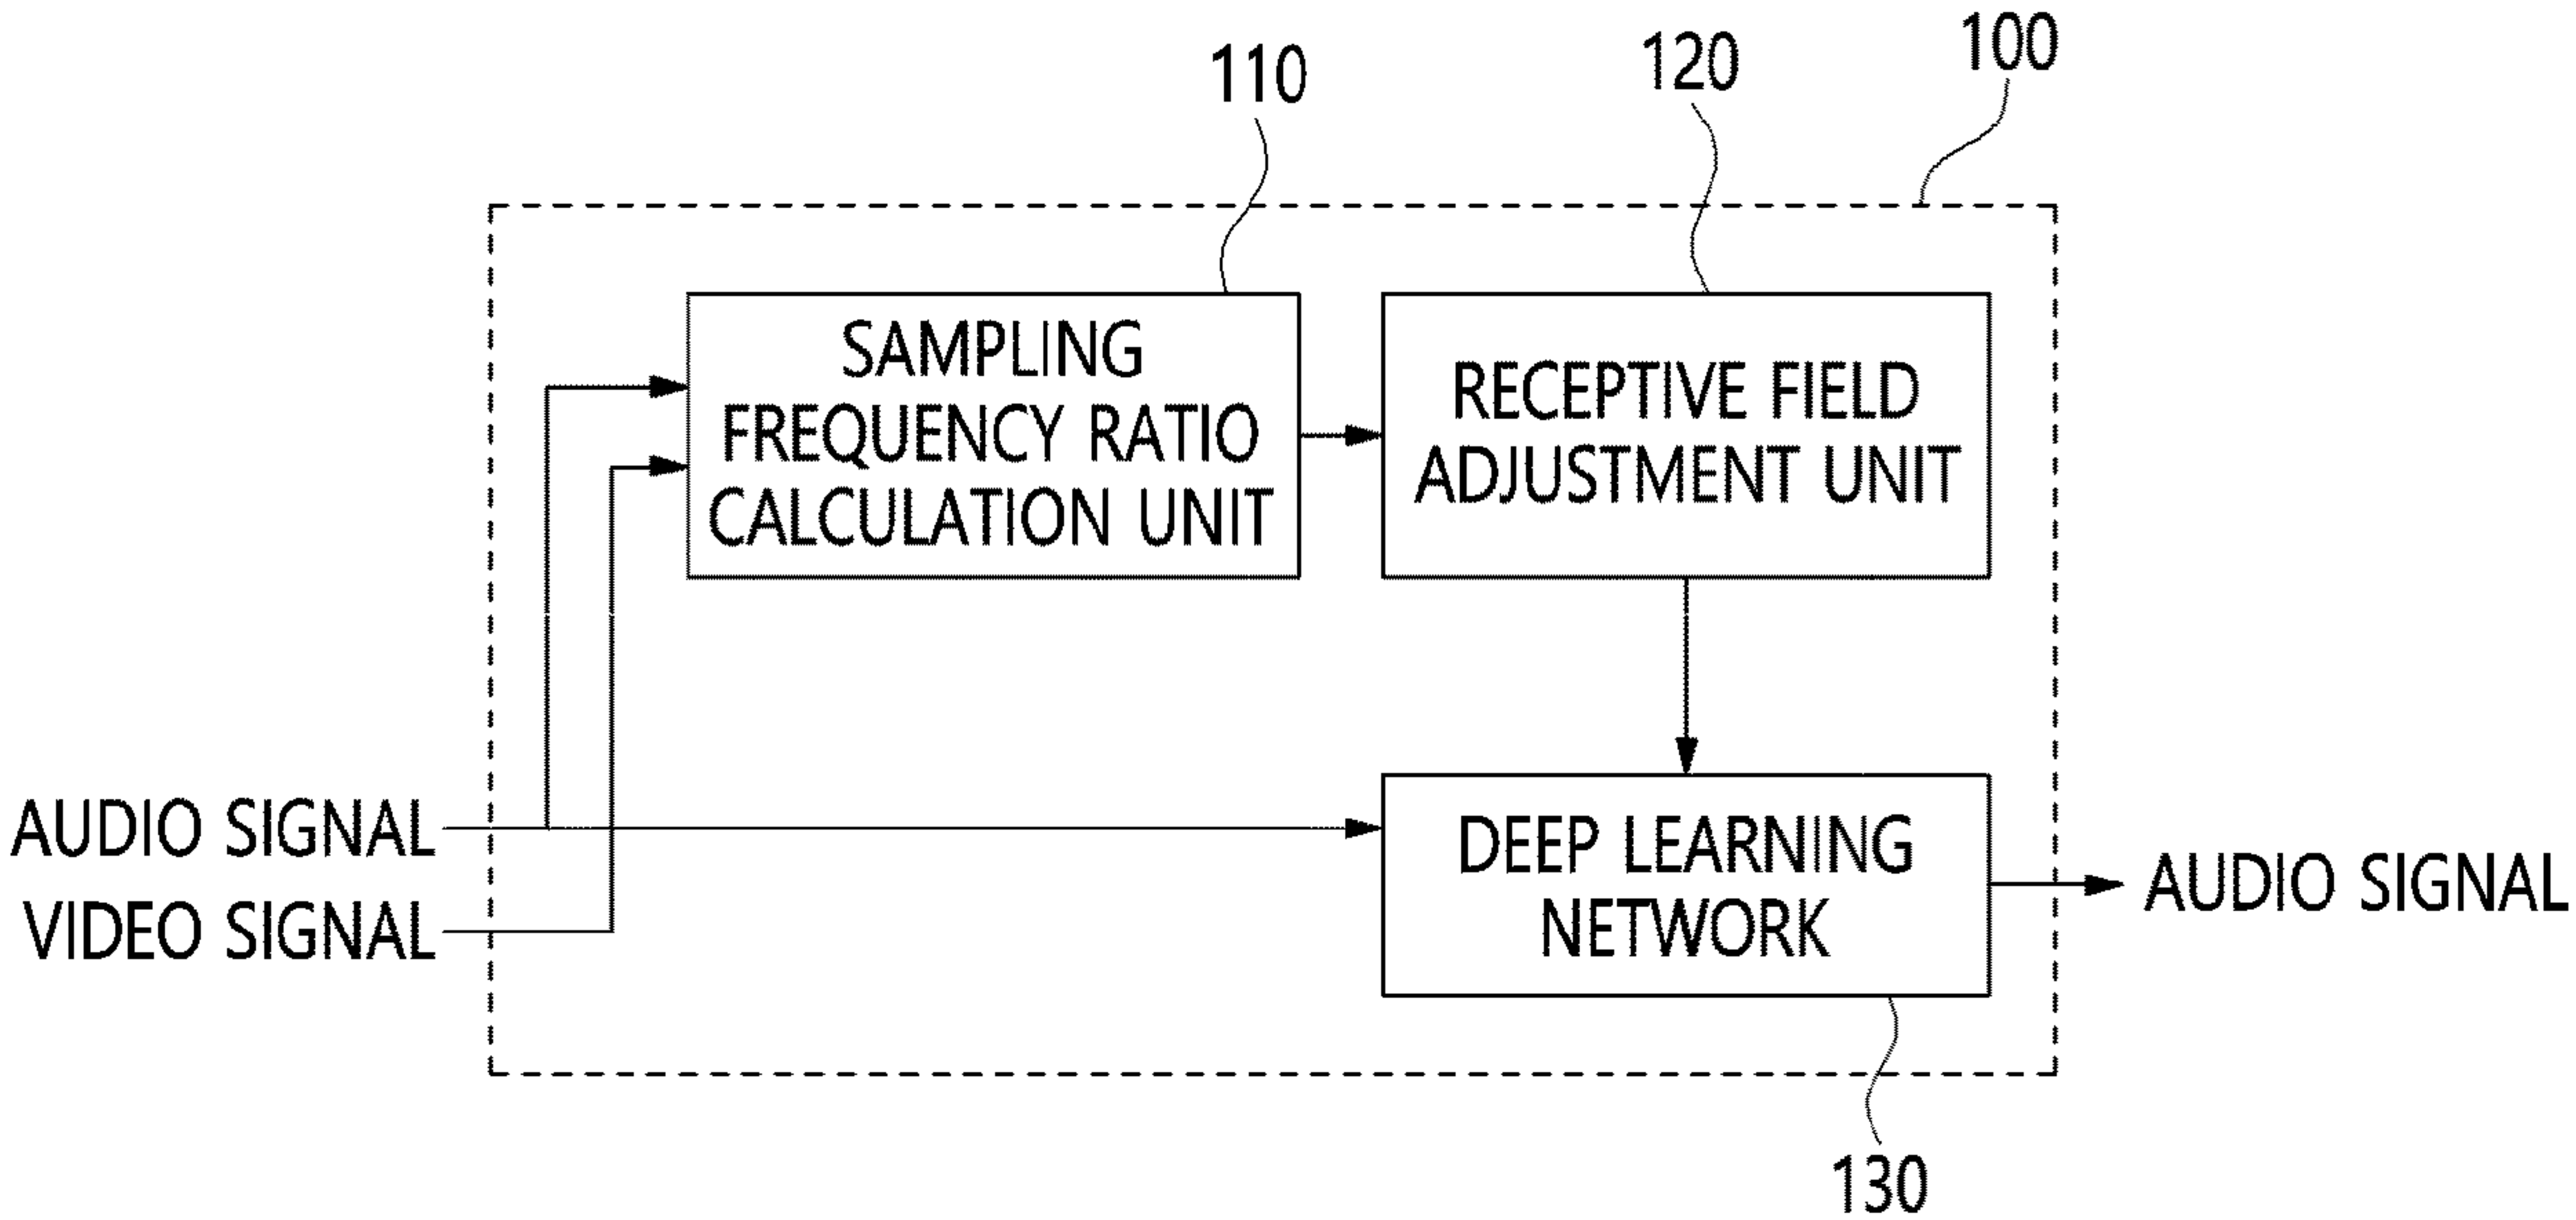 100
110
120
SAMPLING
FREQUENCY RATIO
CALCULATION UNIT
RECEPTIVE FIELD
ADJUSTMENT UNIT
AUDIO SIGNAL
VIDEO SIGNAL
DEEP LEARNING
NETWORK
AUDIO SIGNAL
130